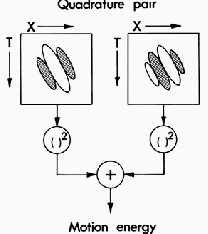 Quadrature pair
X X
T T
( )² ( )²
+
Motion energy